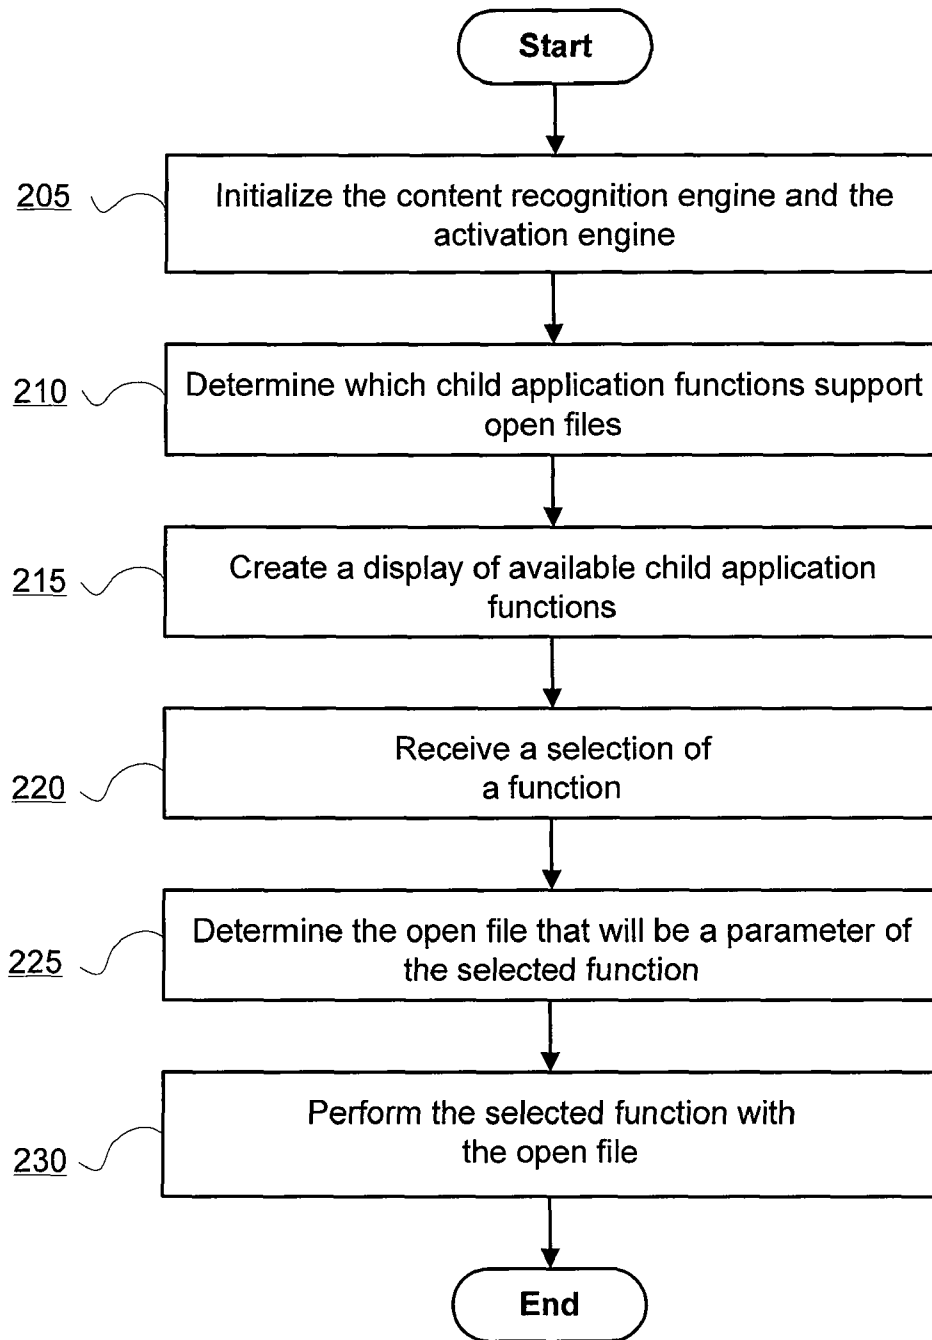 Start
205
Initialize the content recognition engine and the
activation engine
210
Determine which child application functions support
open files
215
Create a display of available child application
functions
220
Receive a selection of
a function
225
Determine the open file that will be a parameter of
the selected function
230
Perform the selected function with
the open file
End